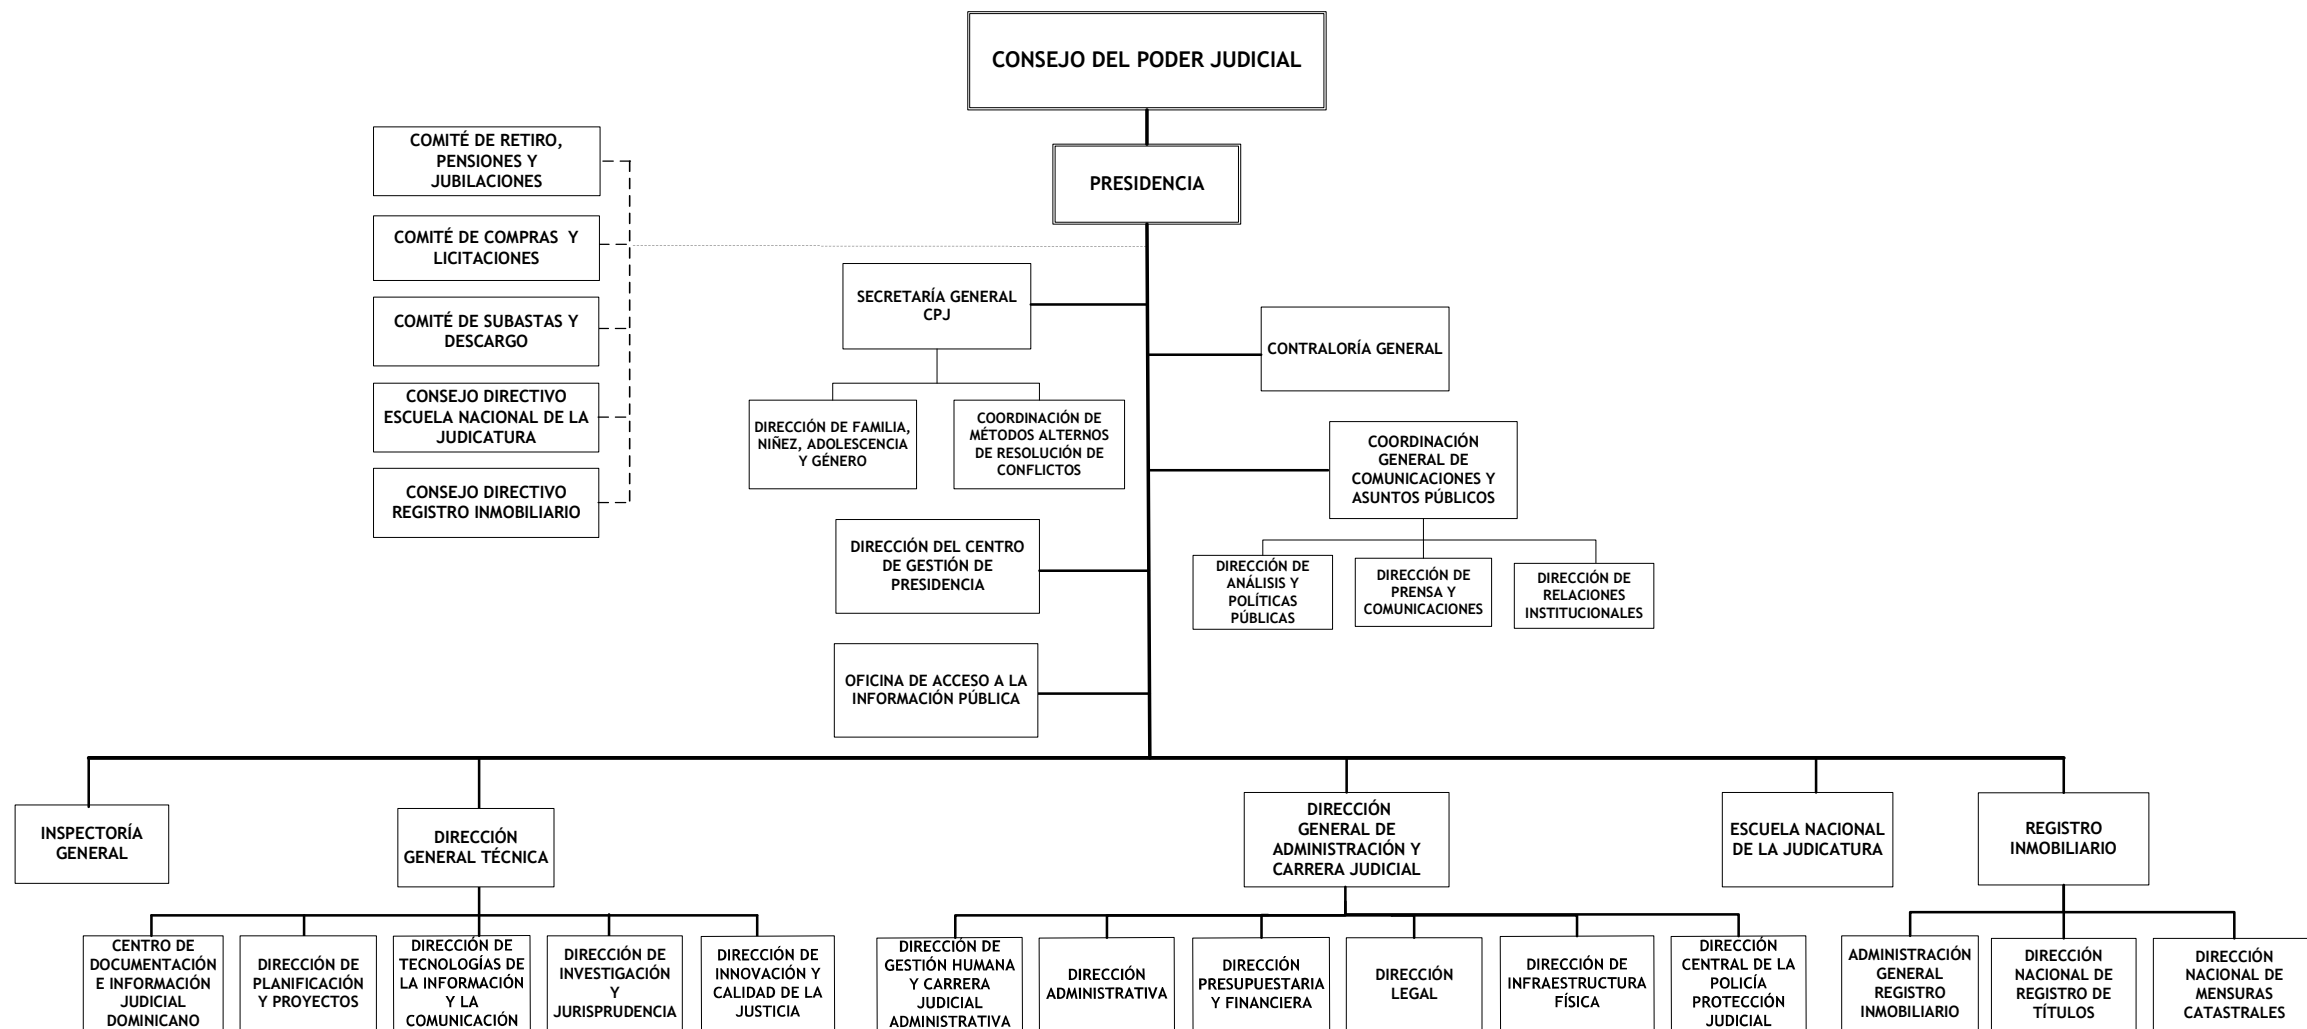 CONSEJO DEL PODER JUDICIAL
PRESIDENCIA
COMITÉ DE RETIRO,
PENSIONES Y
JUBILACIONES
COMITÉ DE COMPRAS Y
LICITACIONES
COMITÉ DE SUBASTAS Y
DESCARGO
CONSEJO DIRECTIVO
ESCUELA NACIONAL DE LA
JUDICATURA
CONSEJO DIRECTIVO
REGISTRO INMOBILIARIO
SECRETARÍA GENERAL
CPJ
DIRECCIÓN DE FAMILIA,
NIÑEZ, ADOLESCENCIA
Y GÉNERO
COORDINACIÓN DE
MÉTODOS ALTERNOS
DE RESOLUCIÓN DE
CONFLICTOS
CONTRALORÍA GENERAL
COORDINACIÓN
GENERAL DE
COMUNICACIONES Y
ASUNTOS PÚBLICOS
DIRECCIÓN DE
ANÁLISIS Y
POLÍTICAS
PÚBLICAS
DIRECCIÓN DE
PRENSA Y
COMUNICACIONES
DIRECCIÓN DE
RELACIONES
INSTITUCIONALES
DIRECCIÓN DEL CENTRO
DE GESTIÓN DE
PRESIDENCIA
OFICINA DE ACCESO A LA
INFORMACIÓN PÚBLICA
INSPECTORÍA
GENERAL
DIRECCIÓN
GENERAL TÉCNICA
DIRECCIÓN
GENERAL DE
ADMINISTRACIÓN Y
CARRERA JUDICIAL
ESCUELA NACIONAL
DE LA JUDICATURA
REGISTRO
INMOBILIARIO
CENTRO DE
DOCUMENTACIÓN
E INFORMACIÓN
JUDICIAL
DOMINICANO
DIRECCIÓN DE
PLANIFICACIÓN
Y PROYECTOS
DIRECCIÓN DE
TECNOLOGÍAS DE
LA INFORMACIÓN
Y LA
COMUNICACIÓN
DIRECCIÓN DE
INVESTIGACIÓN
Y
JURISPRUDENCIA
DIRECCIÓN DE
INNOVACIÓN Y
CALIDAD DE LA
JUSTICIA
DIRECCIÓN DE
GESTIÓN HUMANA
Y CARRERA
JUDICIAL
ADMINISTRATIVA
DIRECCIÓN
ADMINISTRATIVA
DIRECCIÓN
PRESUPUESTARIA
Y FINANCIERA
DIRECCIÓN
LEGAL
DIRECCIÓN DE
INFRAESTRUCTURA
FÍSICA
DIRECCIÓN
CENTRAL DE LA
POLICÍA
PROTECCIÓN
JUDICIAL
ADMINISTRACIÓN
GENERAL
REGISTRO
INMOBILIARIO
DIRECCIÓN
NACIONAL DE
REGISTRO DE
TÍTULOS
DIRECCIÓN
NACIONAL DE
MENSURAS
CATASTRALES